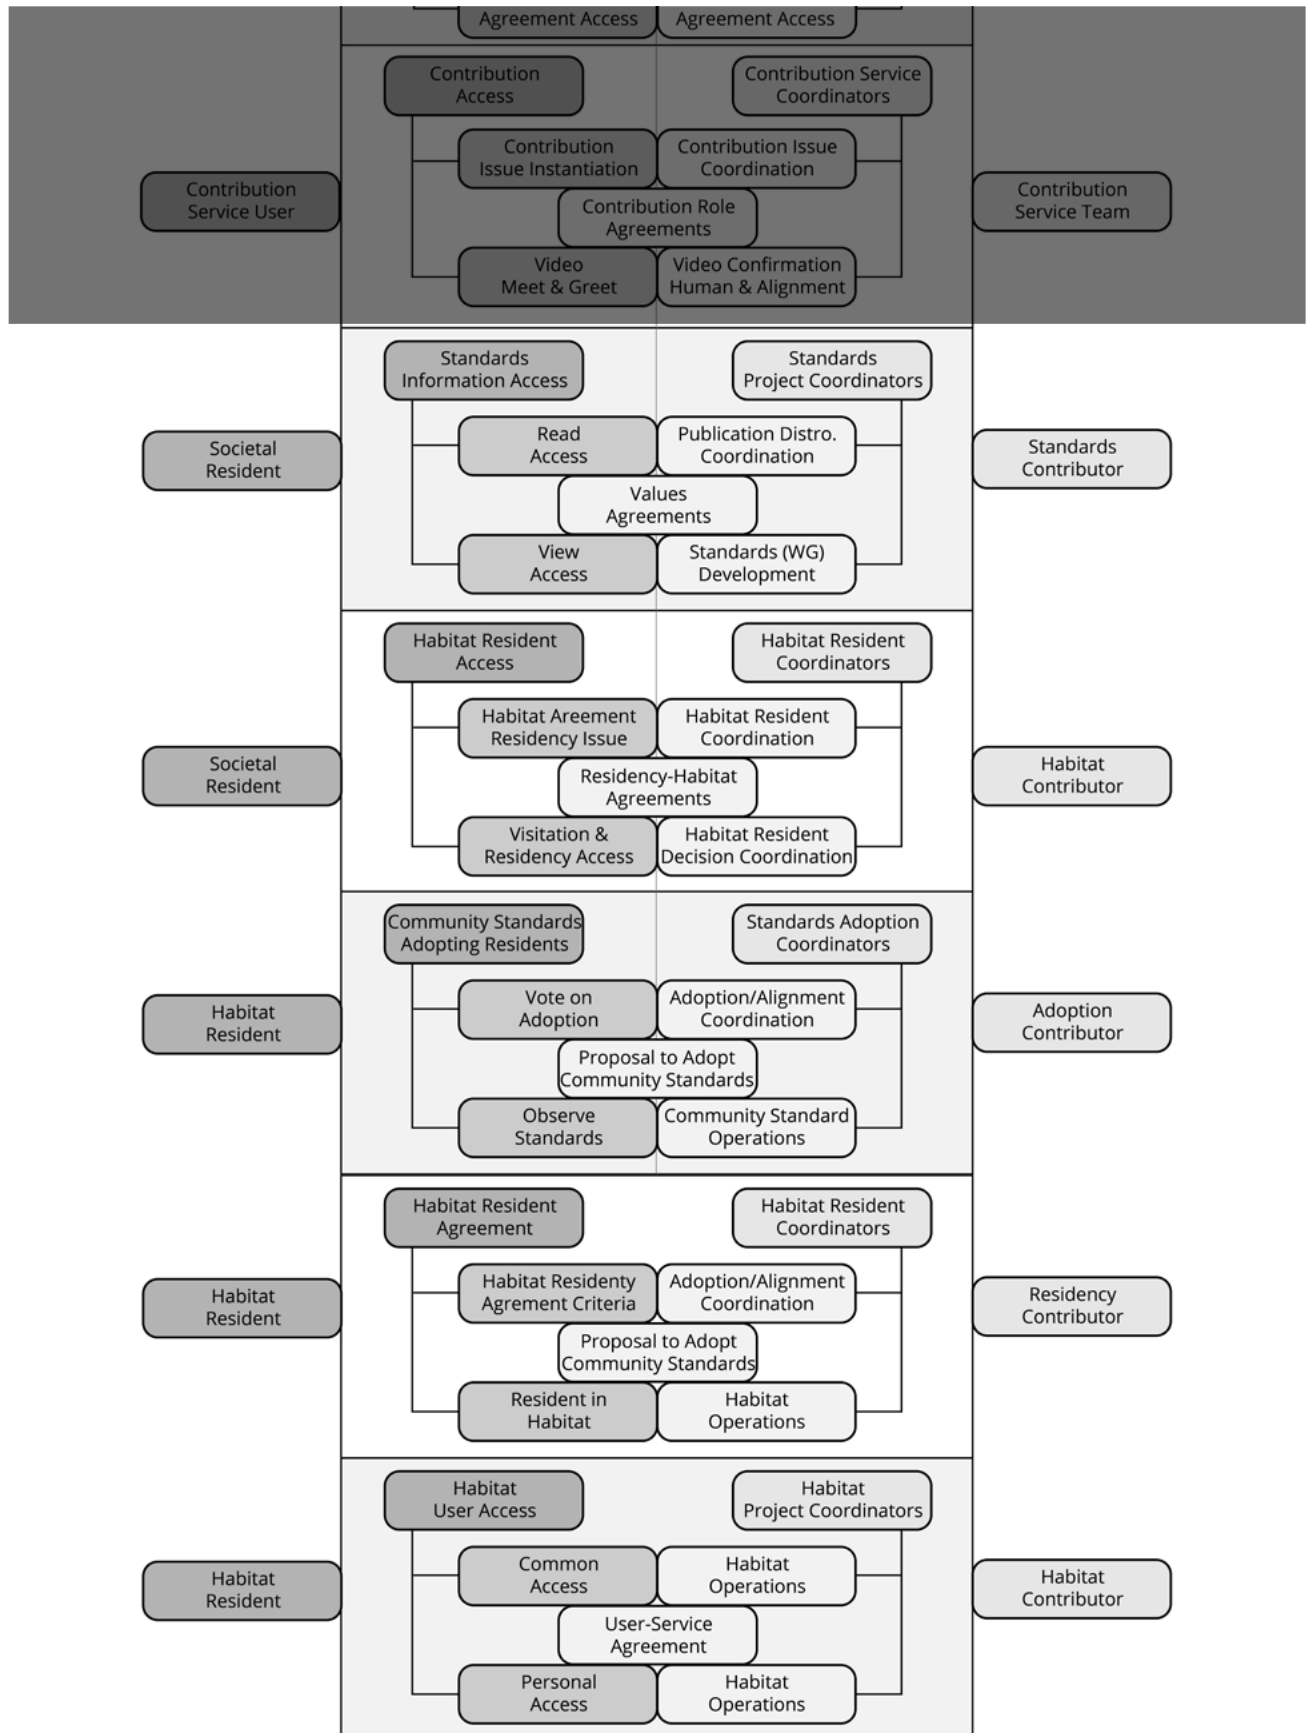 Agreement Access
Agreement Access
Contribution
Access
Contribution Service
Coordinators
Contribution
Issue Instantiation
Contribution Issue
Coordination
Contribution
Service User
Contribution Role
Agreements
Contribution
Service Team
Video
Meet & Greet
Video Confirmation
Human & Alignment
Standards
Information Access
Standards
Project Coordinators
Societal
Resident
Read
Access
Publication Distro.
Coordination
Standards
Contributor
Values
Agreements
View
Access
Standards (WG)
Development
Habitat Resident
Access
Habitat Resident
Coordinators
Habitat Areement
Residency Issue
Habitat Resident
Coordination
Societal
Resident
Residency-Habitat
Agreements
Habitat
Contributor
Visitation &
Residency Access
Habitat Resident
Decision Coordination
Community Standards
Adopting Residents
Standards Adoption
Coordinators
Habitat
Resident
Vote on
Adoption
Adoption/Alignment
Coordination
Adoption
Contributor
Proposal to Adopt
Community Standards
Observe
Standards
Community Standard
Operations
Habitat Resident
Agreement
Habitat Resident
Coordinators
Habitat
Resident
Habitat Residenty
Agrement Criteria
Adoption/Alignment
Coordination
Residency
Contributor
Proposal to Adopt
Community Standards
Resident in
Habitat
Habitat
Operations
Habitat
User Access
Habitat
Project Coordinators
Habitat
Resident
Common
Access
Habitat
Operations
Habitat
Contributor
User-Service
Agreement
Personal
Access
Habitat
Operations